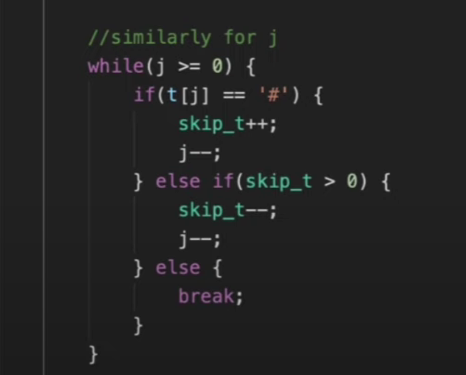 //similarly for j
while(j >= 0) {
if(t[j] == '#') {
skip_t++;
j--;
} else if(skip_t > 0) {
skip_t--;
j--;
} else {
break;
}
}